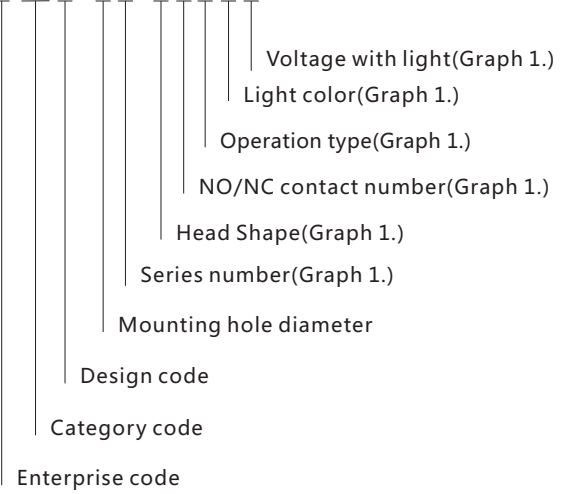 Voltage with light(Graph 1.)
Light color(Graph 1.)
Operation type(Graph 1.)
NO/NC contact number(Graph 1.)
Head Shape(Graph 1.)
Series number(Graph 1.)
Mounting hole diameter
Design code
Category code
Enterprise code